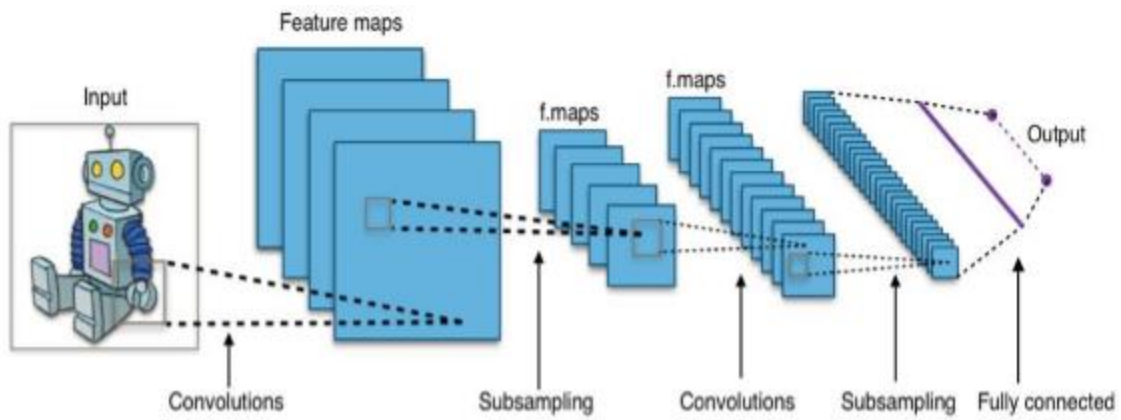 Feature maps
Input
f.maps
f.maps
Output
Convolutions
Subsampling
Convolutions
Subsampling
Fully connected